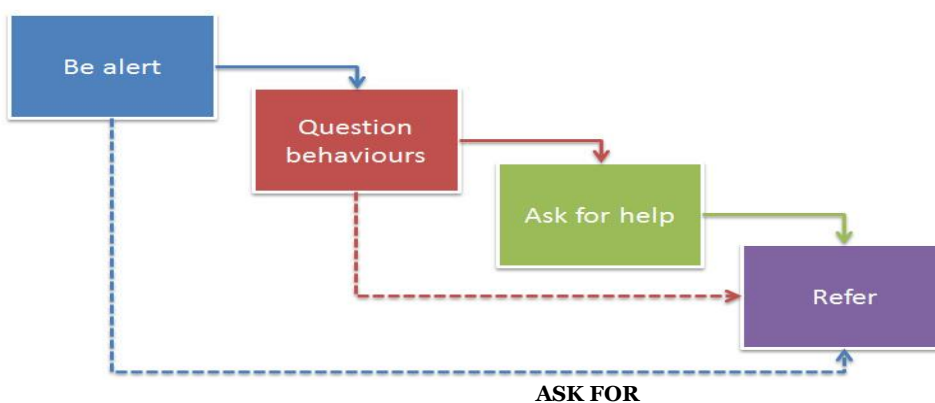 Be alert
Question
behaviours
Ask for help
Refer
ASK FOR